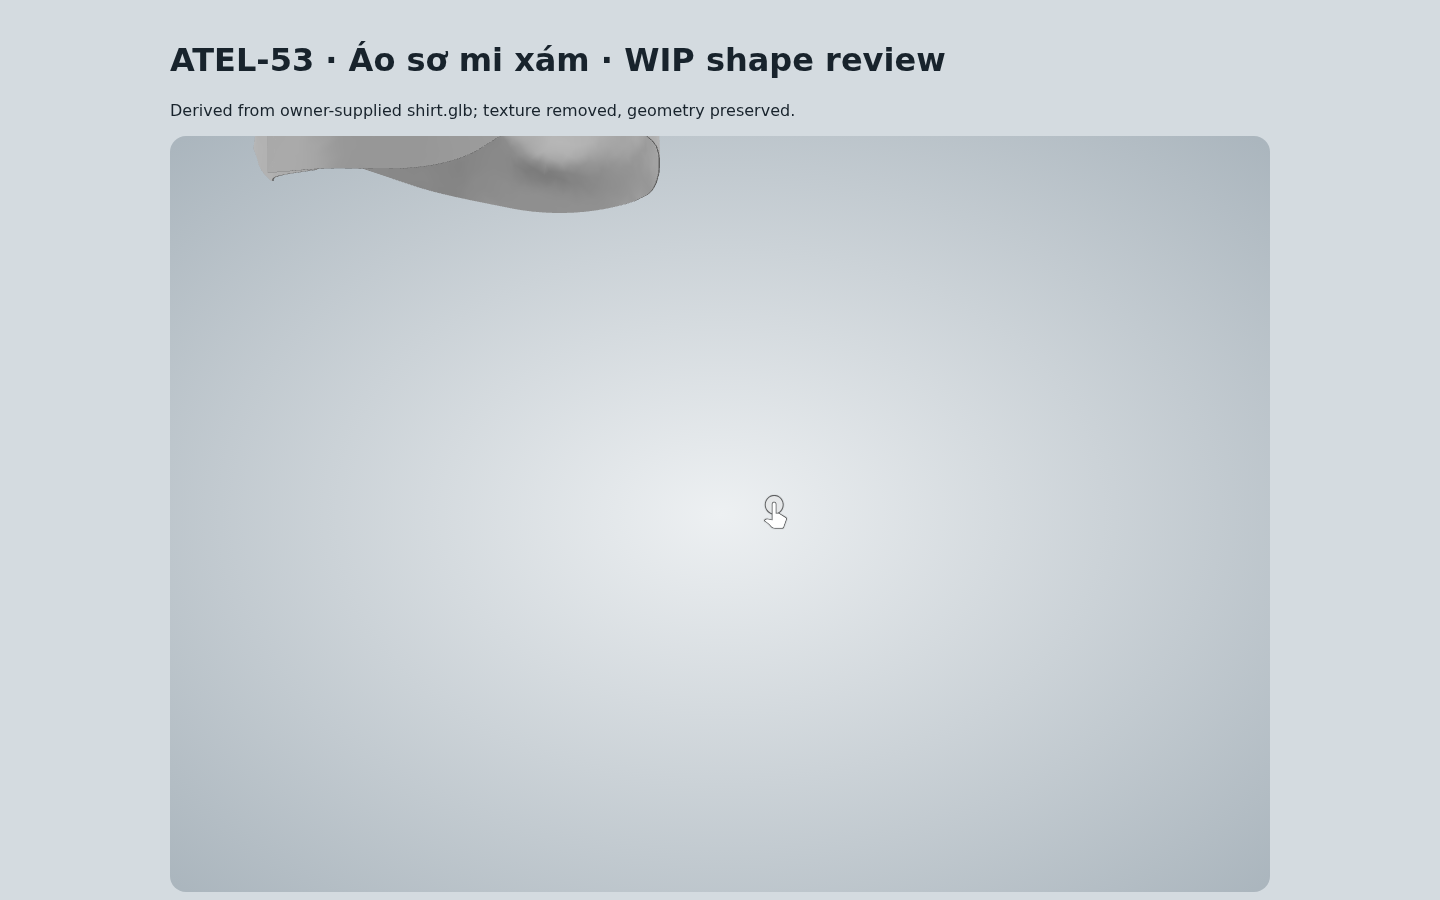 ATEL-53 · Áo sơ mi xám · WIP shape review
Derived from owner-supplied shirt.glb; texture removed, geometry preserved.